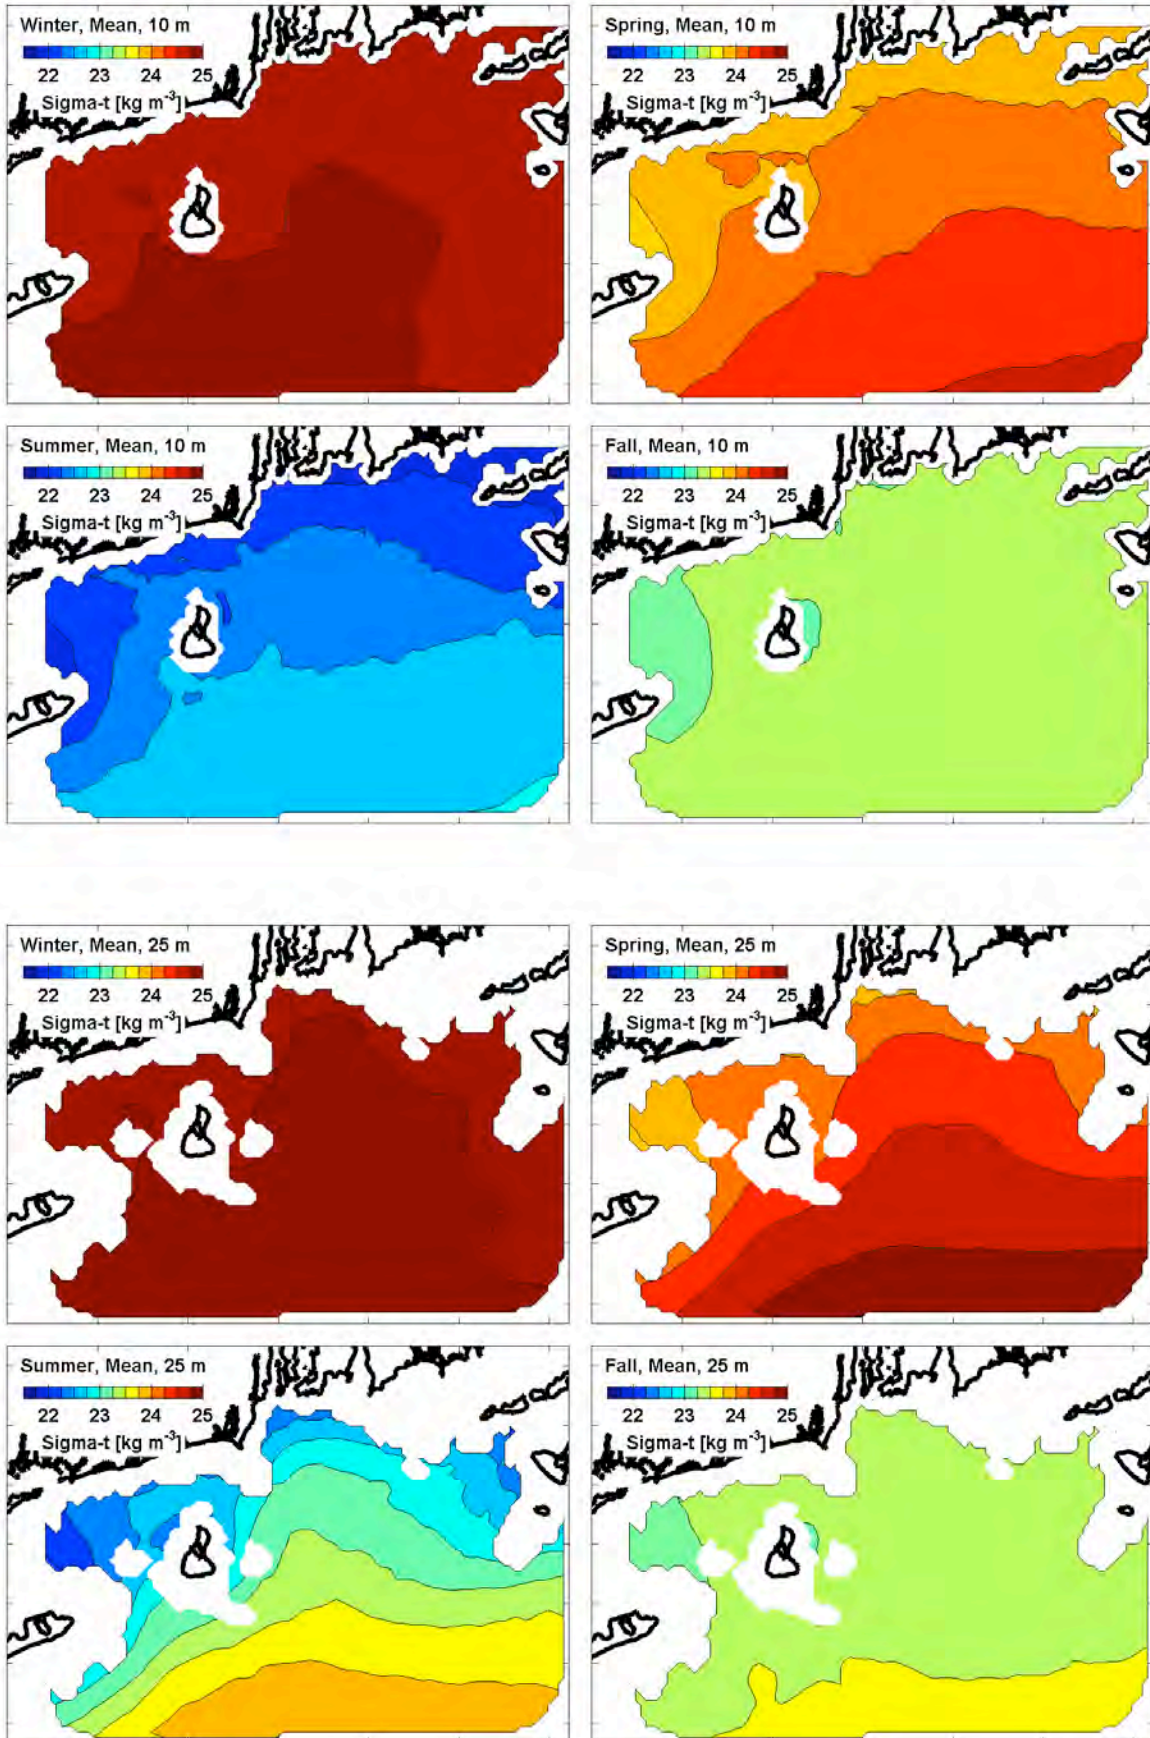 Winter, Mean, 10 m
22 23 24 25
Sigma-t [kg m⁻³]
Spring, Mean, 10 m
22 23 24 25
Sigma-t [kg m⁻³]
Summer, Mean, 10 m
22 23 24 25
Sigma-t [kg m⁻³]
Fall, Mean, 10 m
22 23 24 25
Sigma-t [kg m⁻³]
Winter, Mean, 25 m
22 23 24 25
Sigma-t [kg m⁻³]
Spring, Mean, 25 m
22 23 24 25
Sigma-t [kg m⁻³]
Summer, Mean, 25 m
22 23 24 25
Sigma-t [kg m⁻³]
Fall, Mean, 25 m
22 23 24 25
Sigma-t [kg m⁻³]